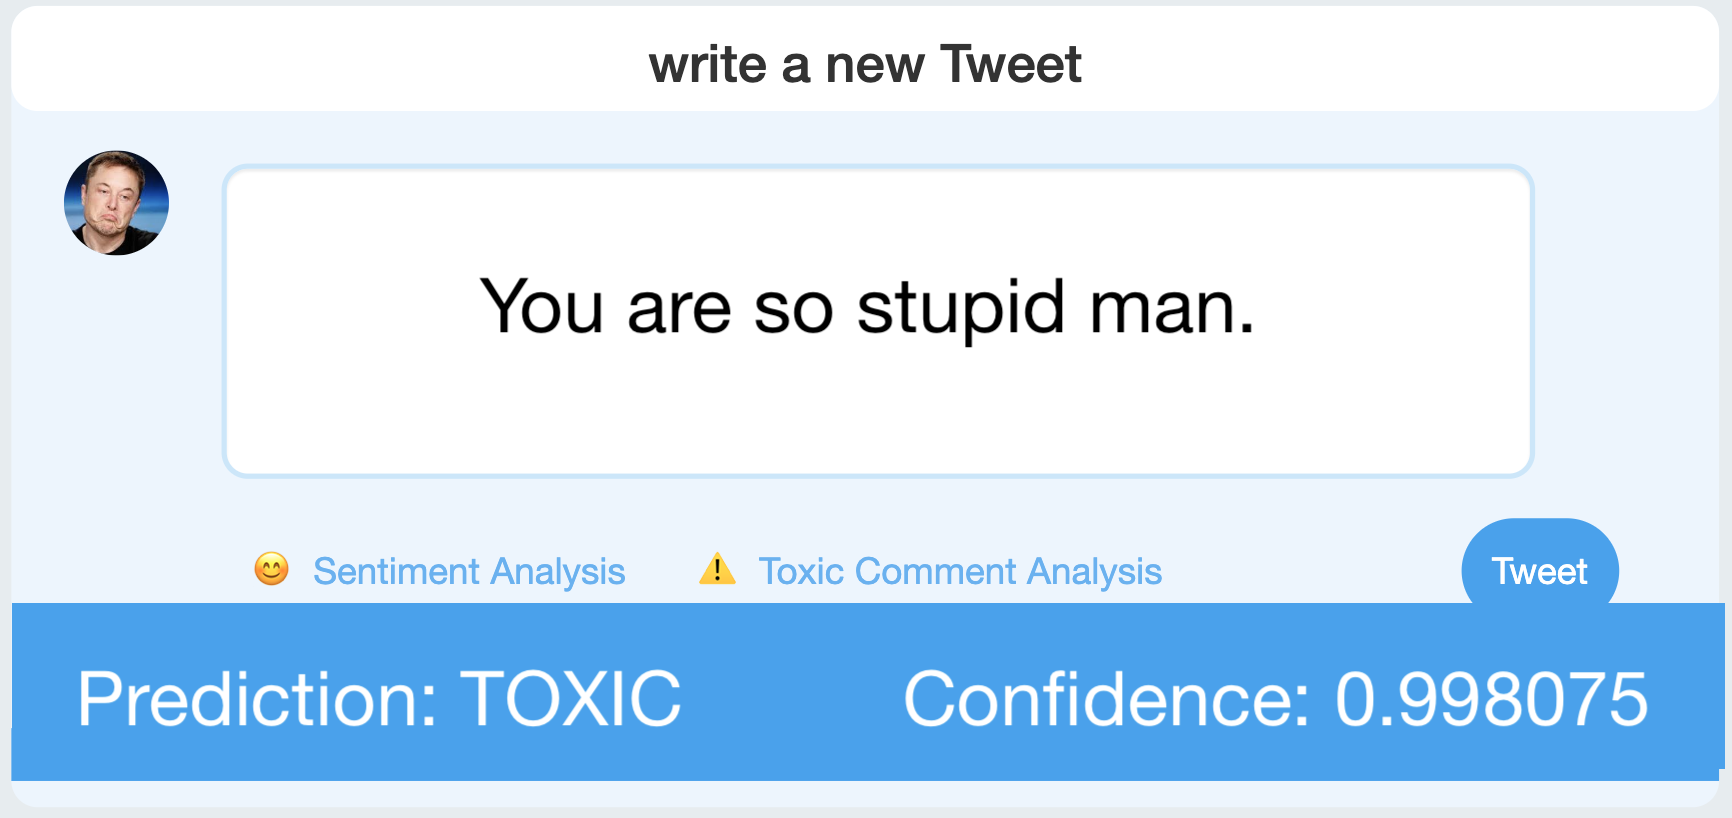 write a new Tweet
You are so stupid man.
Sentiment Analysis Toxic Comment Analysis Tweet
Prediction: TOXIC Confidence: 0.998075